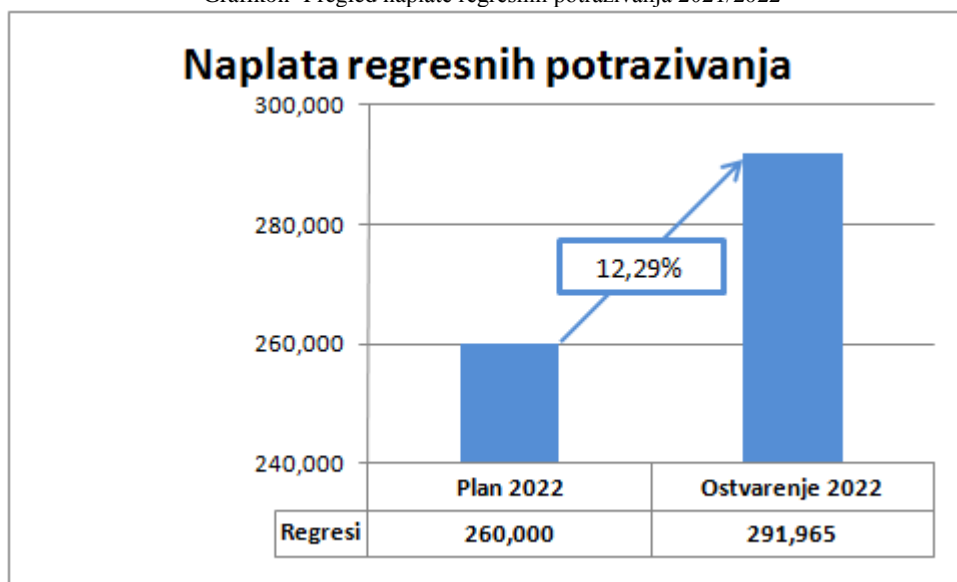 Naplata regresnih potrazivanja
300,000
280,000
12,29%
260,000
240,000
Plan 2022 Ostvarenje 2022
Regresi 260,000 291,965